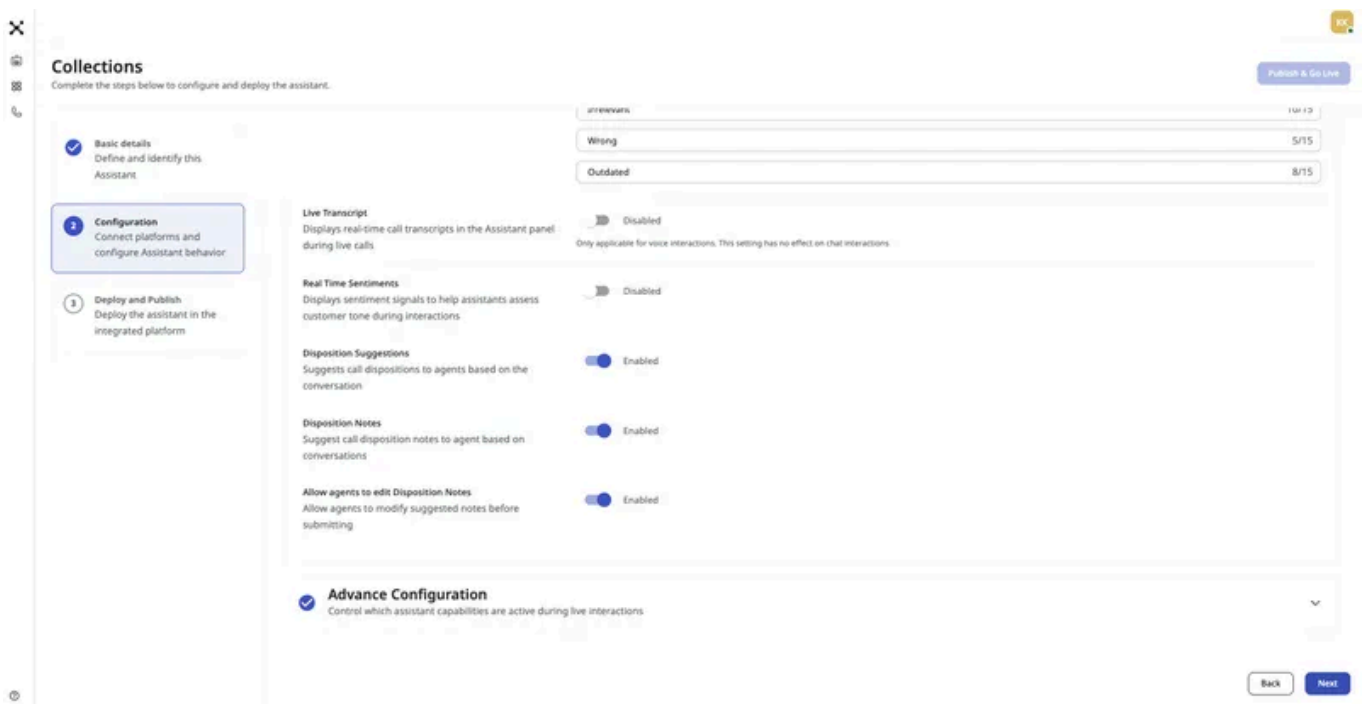 XK
Collections
Complete the steps below to configure and deploy the assistant.
Publish & Go Live
Irrelevant 10/15
Basic details
Define and identify this
Assistant
Wrong 5/15
Outdated 8/15
2
Configuration
Connect platforms and
configure Assistant behavior
3
Deploy and Publish
Deploy the assistant in the
integrated platform
Live Transcript
Displays real-time call transcripts in the Assistant panel
during live calls
Disabled
Only applicable for voice interactions. This setting has no effect on chat interactions
Real Time Sentiments
Displays sentiment signals to help assistants assess
customer tone during interactions
Disabled
Disposition Suggestions
Suggests call dispositions to agents based on the
conversation
Enabled
Disposition Notes
Suggest call disposition notes to agent based on
conversations
Enabled
Allow agents to edit Disposition Notes
Allow agents to modify suggested notes before
submitting
Enabled
Advance Configuration
Control which assistant capabilities are active during live interactions
Back
Next